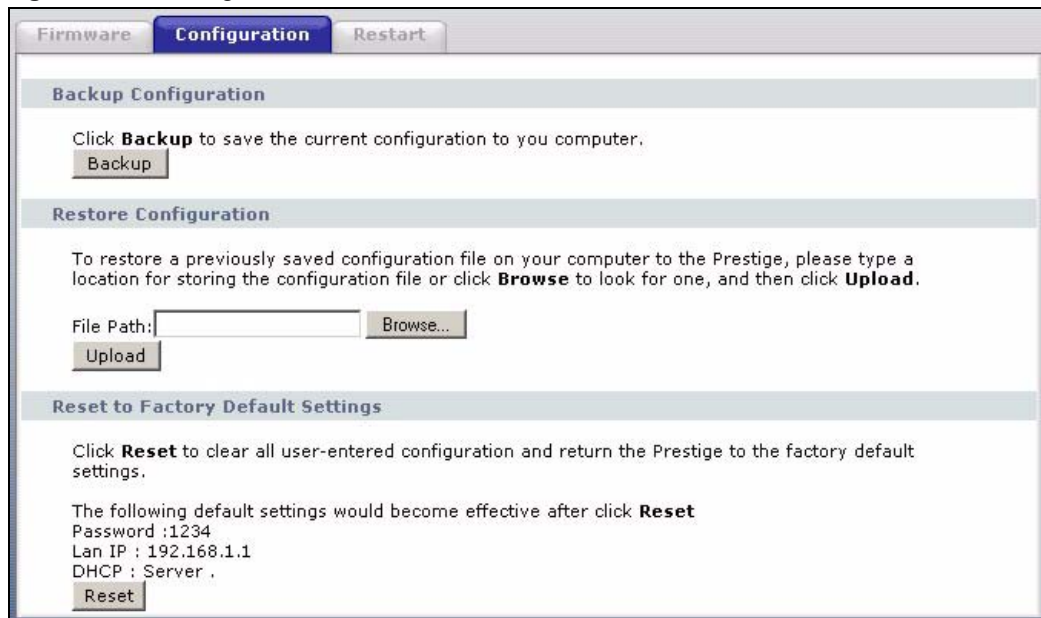 Firmware Configuration Restart
Backup Configuration
Click Backup to save the current configuration to you computer.
Backup
Restore Configuration
To restore a previously saved configuration file on your computer to the Prestige, please type a
location for storing the configuration file or click Browse to look for one, and then click Upload.
File Path: Browse...
Upload
Reset to Factory Default Settings
Click Reset to clear all user-entered configuration and return the Prestige to the factory default
settings.
The following default settings would become effective after click Reset
Password :1234
Lan IP : 192.168.1.1
DHCP : Server .
Reset